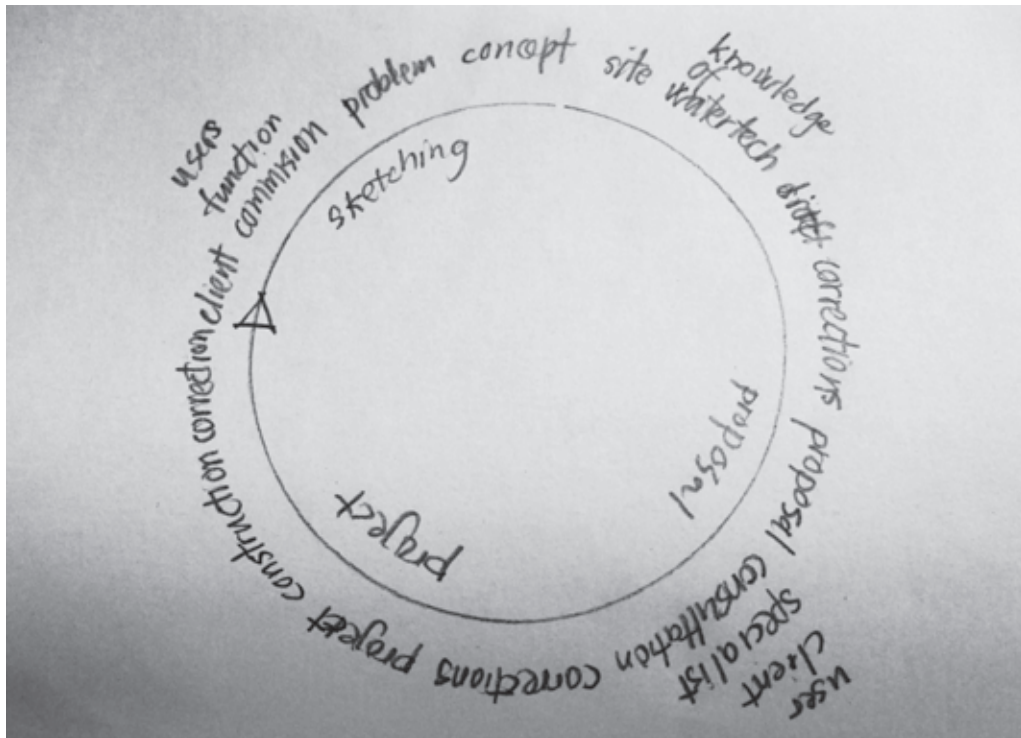 users
function
client commision problem concept site watertech draft corrections proposal consultation corrections project construction correction
knowledge
of
specialist
client
user
sketching
proposal
project